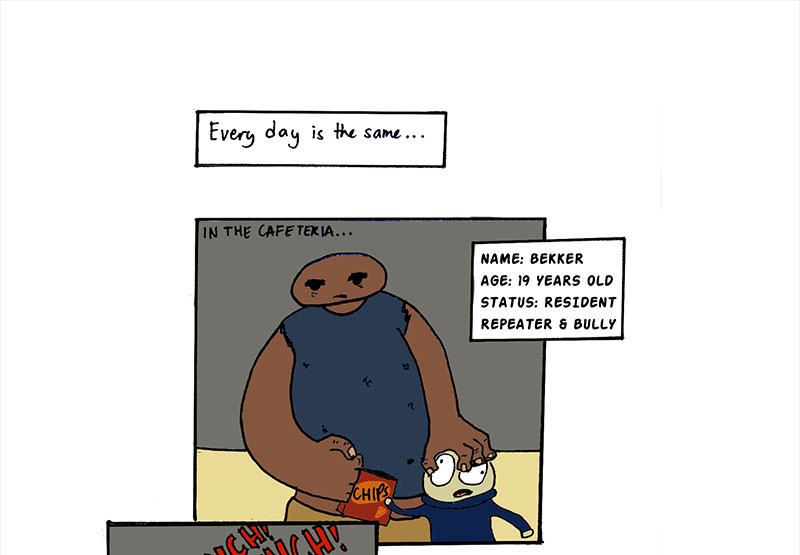 Every day is the same...
IN THE CAFETERIA...
NAME: BEKKER
AGE: 19 YEARS OLD
STATUS: RESIDENT
REPEATER & BULLY
CHIPS